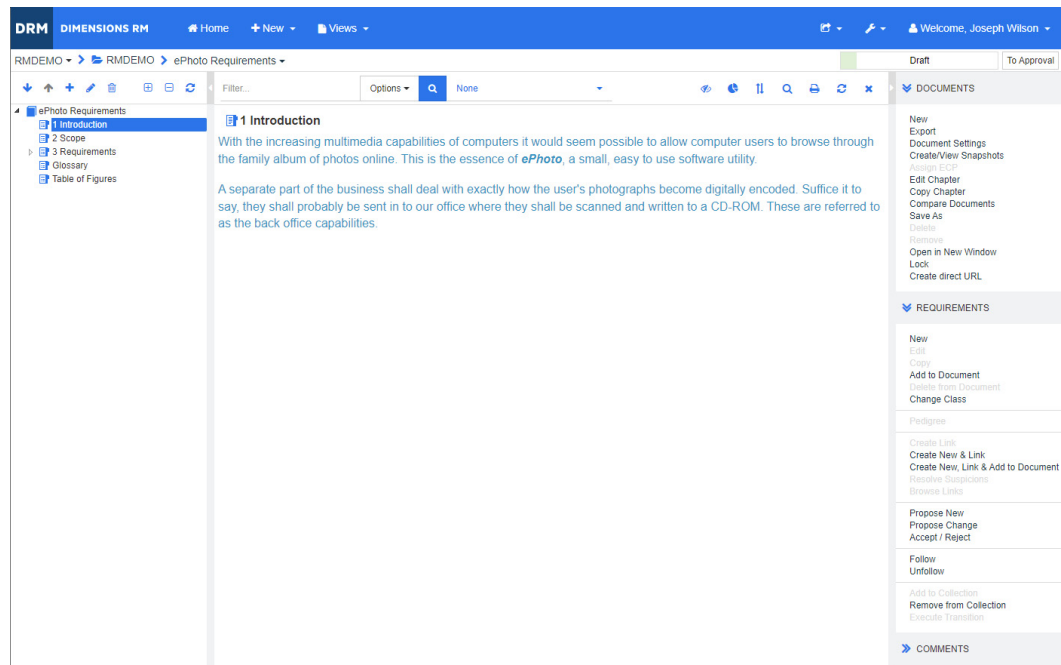 DRM DIMENSIONS RM Home New Views Welcome, Joseph Wilson
RMDEMO RMDEMO ePhoto Requirements Draft To Approval
Filter... Options None
ePhoto Requirements
1 Introduction
2 Scope
3 Requirements
Glossary
Table of Figures
1 Introduction
With the increasing multimedia capabilities of computers it would seem possible to allow computer users to browse through
the family album of photos online. This is the essence of ePhoto, a small, easy to use software utility.
A separate part of the business shall deal with exactly how the user's photographs become digitally encoded. Suffice it to
say, they shall probably be sent in to our office where they shall be scanned and written to a CD-ROM. These are referred to
as the back office capabilities.
DOCUMENTS
New
Export
Document Settings
Create/View Snapshots
Assign ECP
Edit Chapter
Copy Chapter
Compare Documents
Save As
Delete
Remove
Open in New Window
Lock
Create direct URL
REQUIREMENTS
New
Edit
Copy
Add to Document
Delete from Document
Change Class
Pedigree
Create Link
Create New & Link
Create New, Link & Add to Document
Resolve Suspicions
Browse Links
Propose New
Propose Change
Accept / Reject
Follow
Unfollow
Add to Collection
Remove from Collection
Execute Transition
COMMENTS